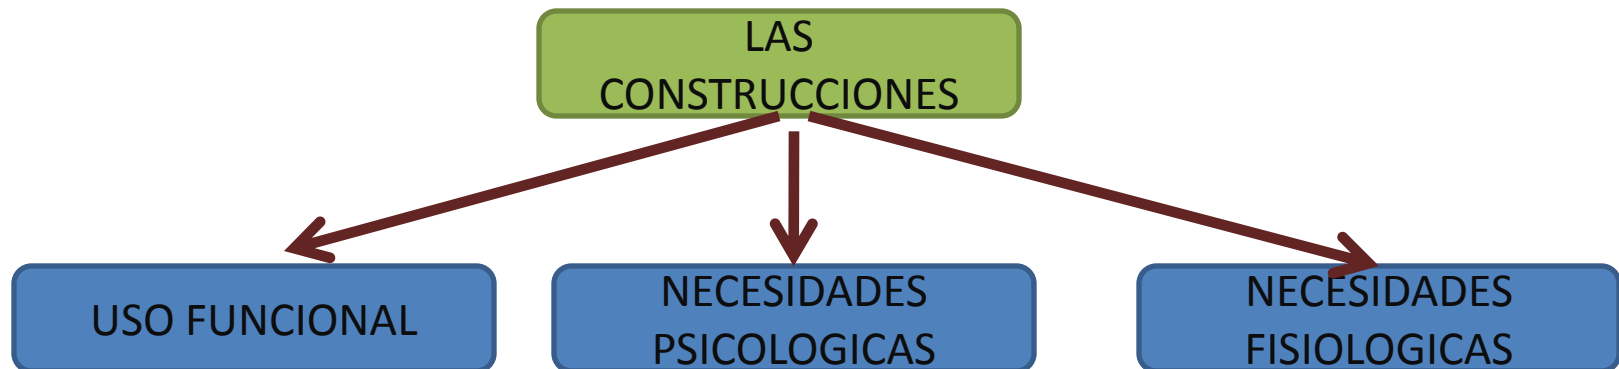 LAS
CONSTRUCCIONES
USO FUNCIONAL
NECESIDADES
PSICOLOGICAS
NECESIDADES
FISIOLOGICAS